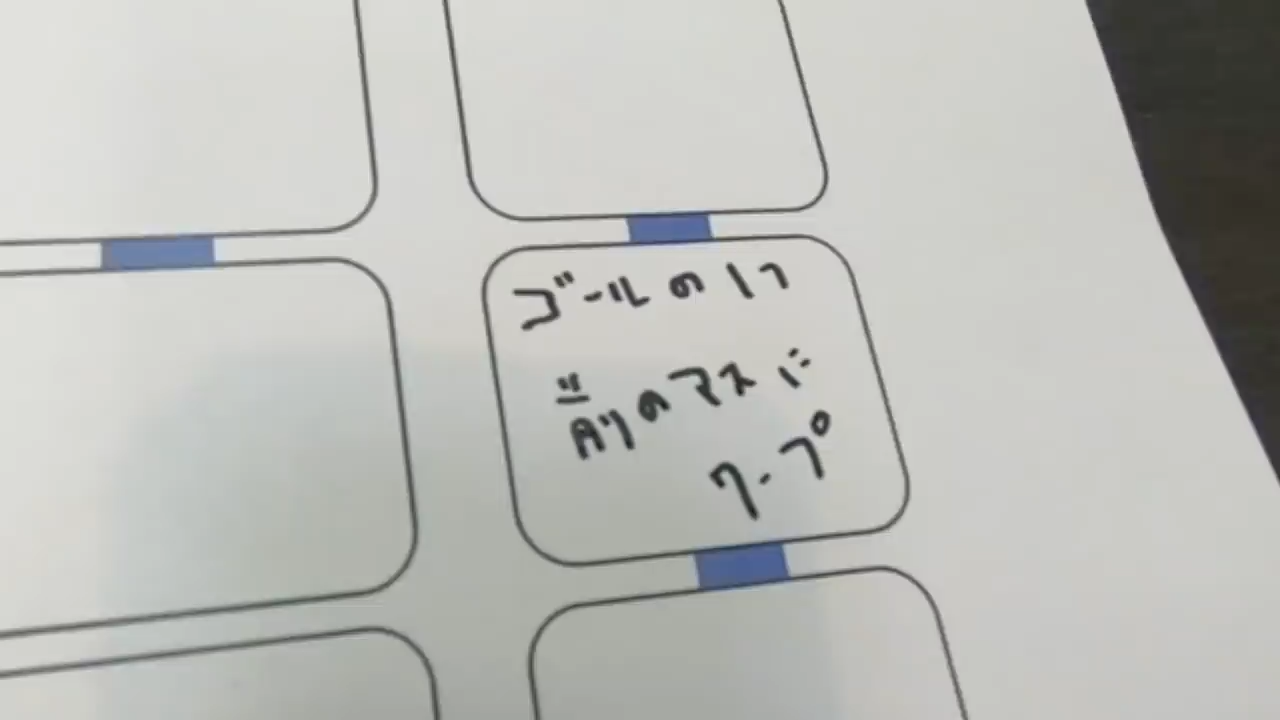 ゴールの1つ
前のマスに
ワープ